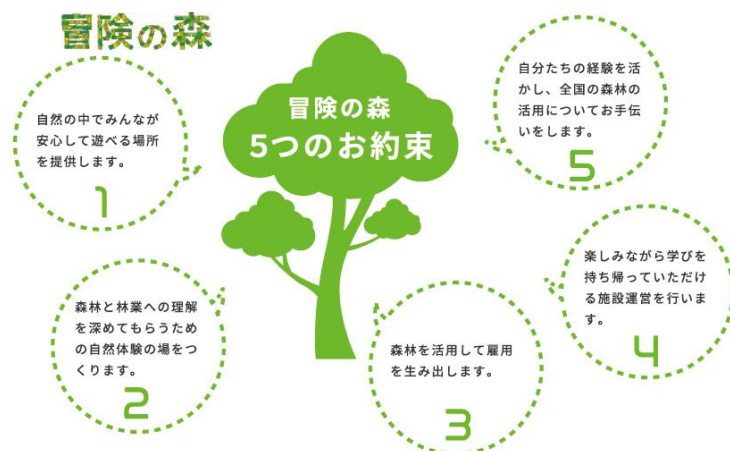 冒険の森
冒険の森
5つのお約束
自然の中でみんなが
安心して遊べる場所
を提供します。
1
森林と林業への理解
を深めてもらうため
の自然体験の場をつ
くります。
2
森林を活用して雇用
を生み出します。
3
楽しみながら学びを
持ち帰っていただけ
る施設運営を行いま
す。
4
自分たちの経験を活
かし、全国の森林の
活用についてお手伝
いをします。
5